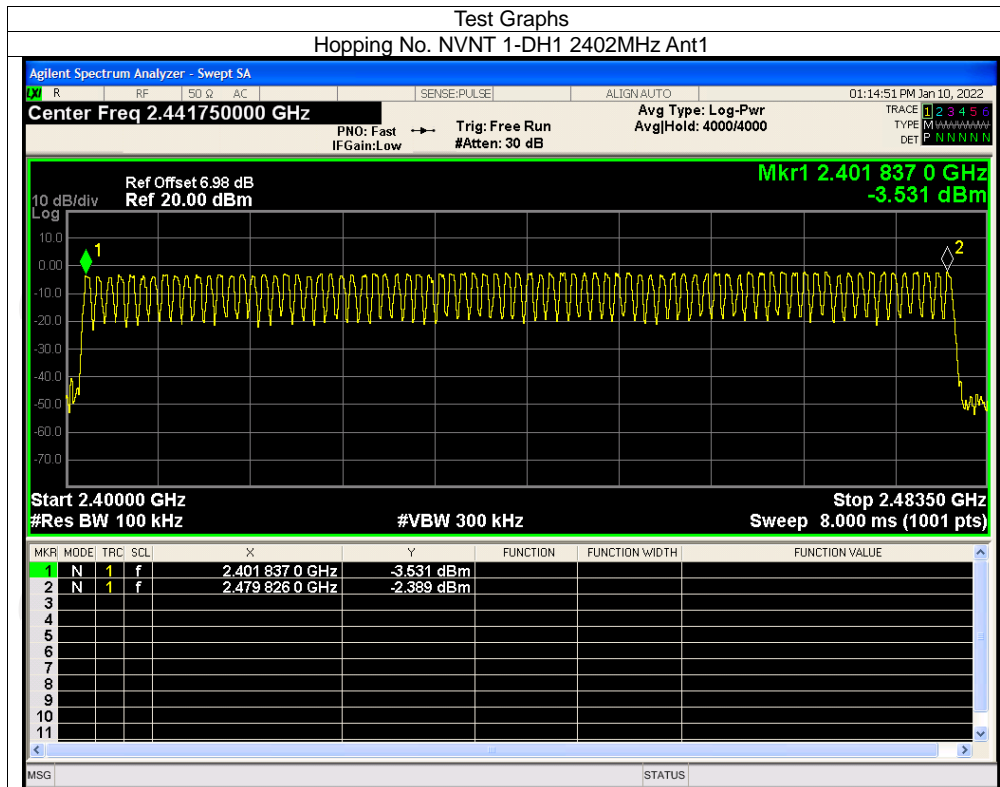 Test Graphs
Hopping No. NVNT 1-DH1 2402MHz Ant1
Agilent Spectrum Analyzer - Swept SA
LXI R RF 50 Ω AC SENSE:PULSE ALIGN AUTO 01:14:51 PM Jan 10, 2022
Center Freq 2.441750000 GHz
PNO: Fast
IFGain:Low
Trig: Free Run
#Atten: 30 dB
Avg Type: Log-Pwr
Avg|Hold: 4000/4000
TRACE 1 2 3 4 5 6
TYPE M WWWWW
DET P N N N N N
Mkr1 2.401 837 0 GHz
-3.531 dBm
Ref Offset 6.98 dB
10 dB/div Ref 20.00 dBm
Log
10.0
0.00
-10.0
-20.0
-30.0
-40.0
-50.0
-60.0
-70.0
1
2
Start 2.40000 GHz Stop 2.48350 GHz
#Res BW 100 kHz #VBW 300 kHz Sweep 8.000 ms (1001 pts)
MKR MODE TRC SCL X Y FUNCTION FUNCTION WIDTH FUNCTION VALUE
1 N 1 f 2.401 837 0 GHz -3.531 dBm
2 N 1 f 2.479 826 0 GHz -2.389 dBm
3
4
5
6
7
8
9
10
11
MSG STATUS